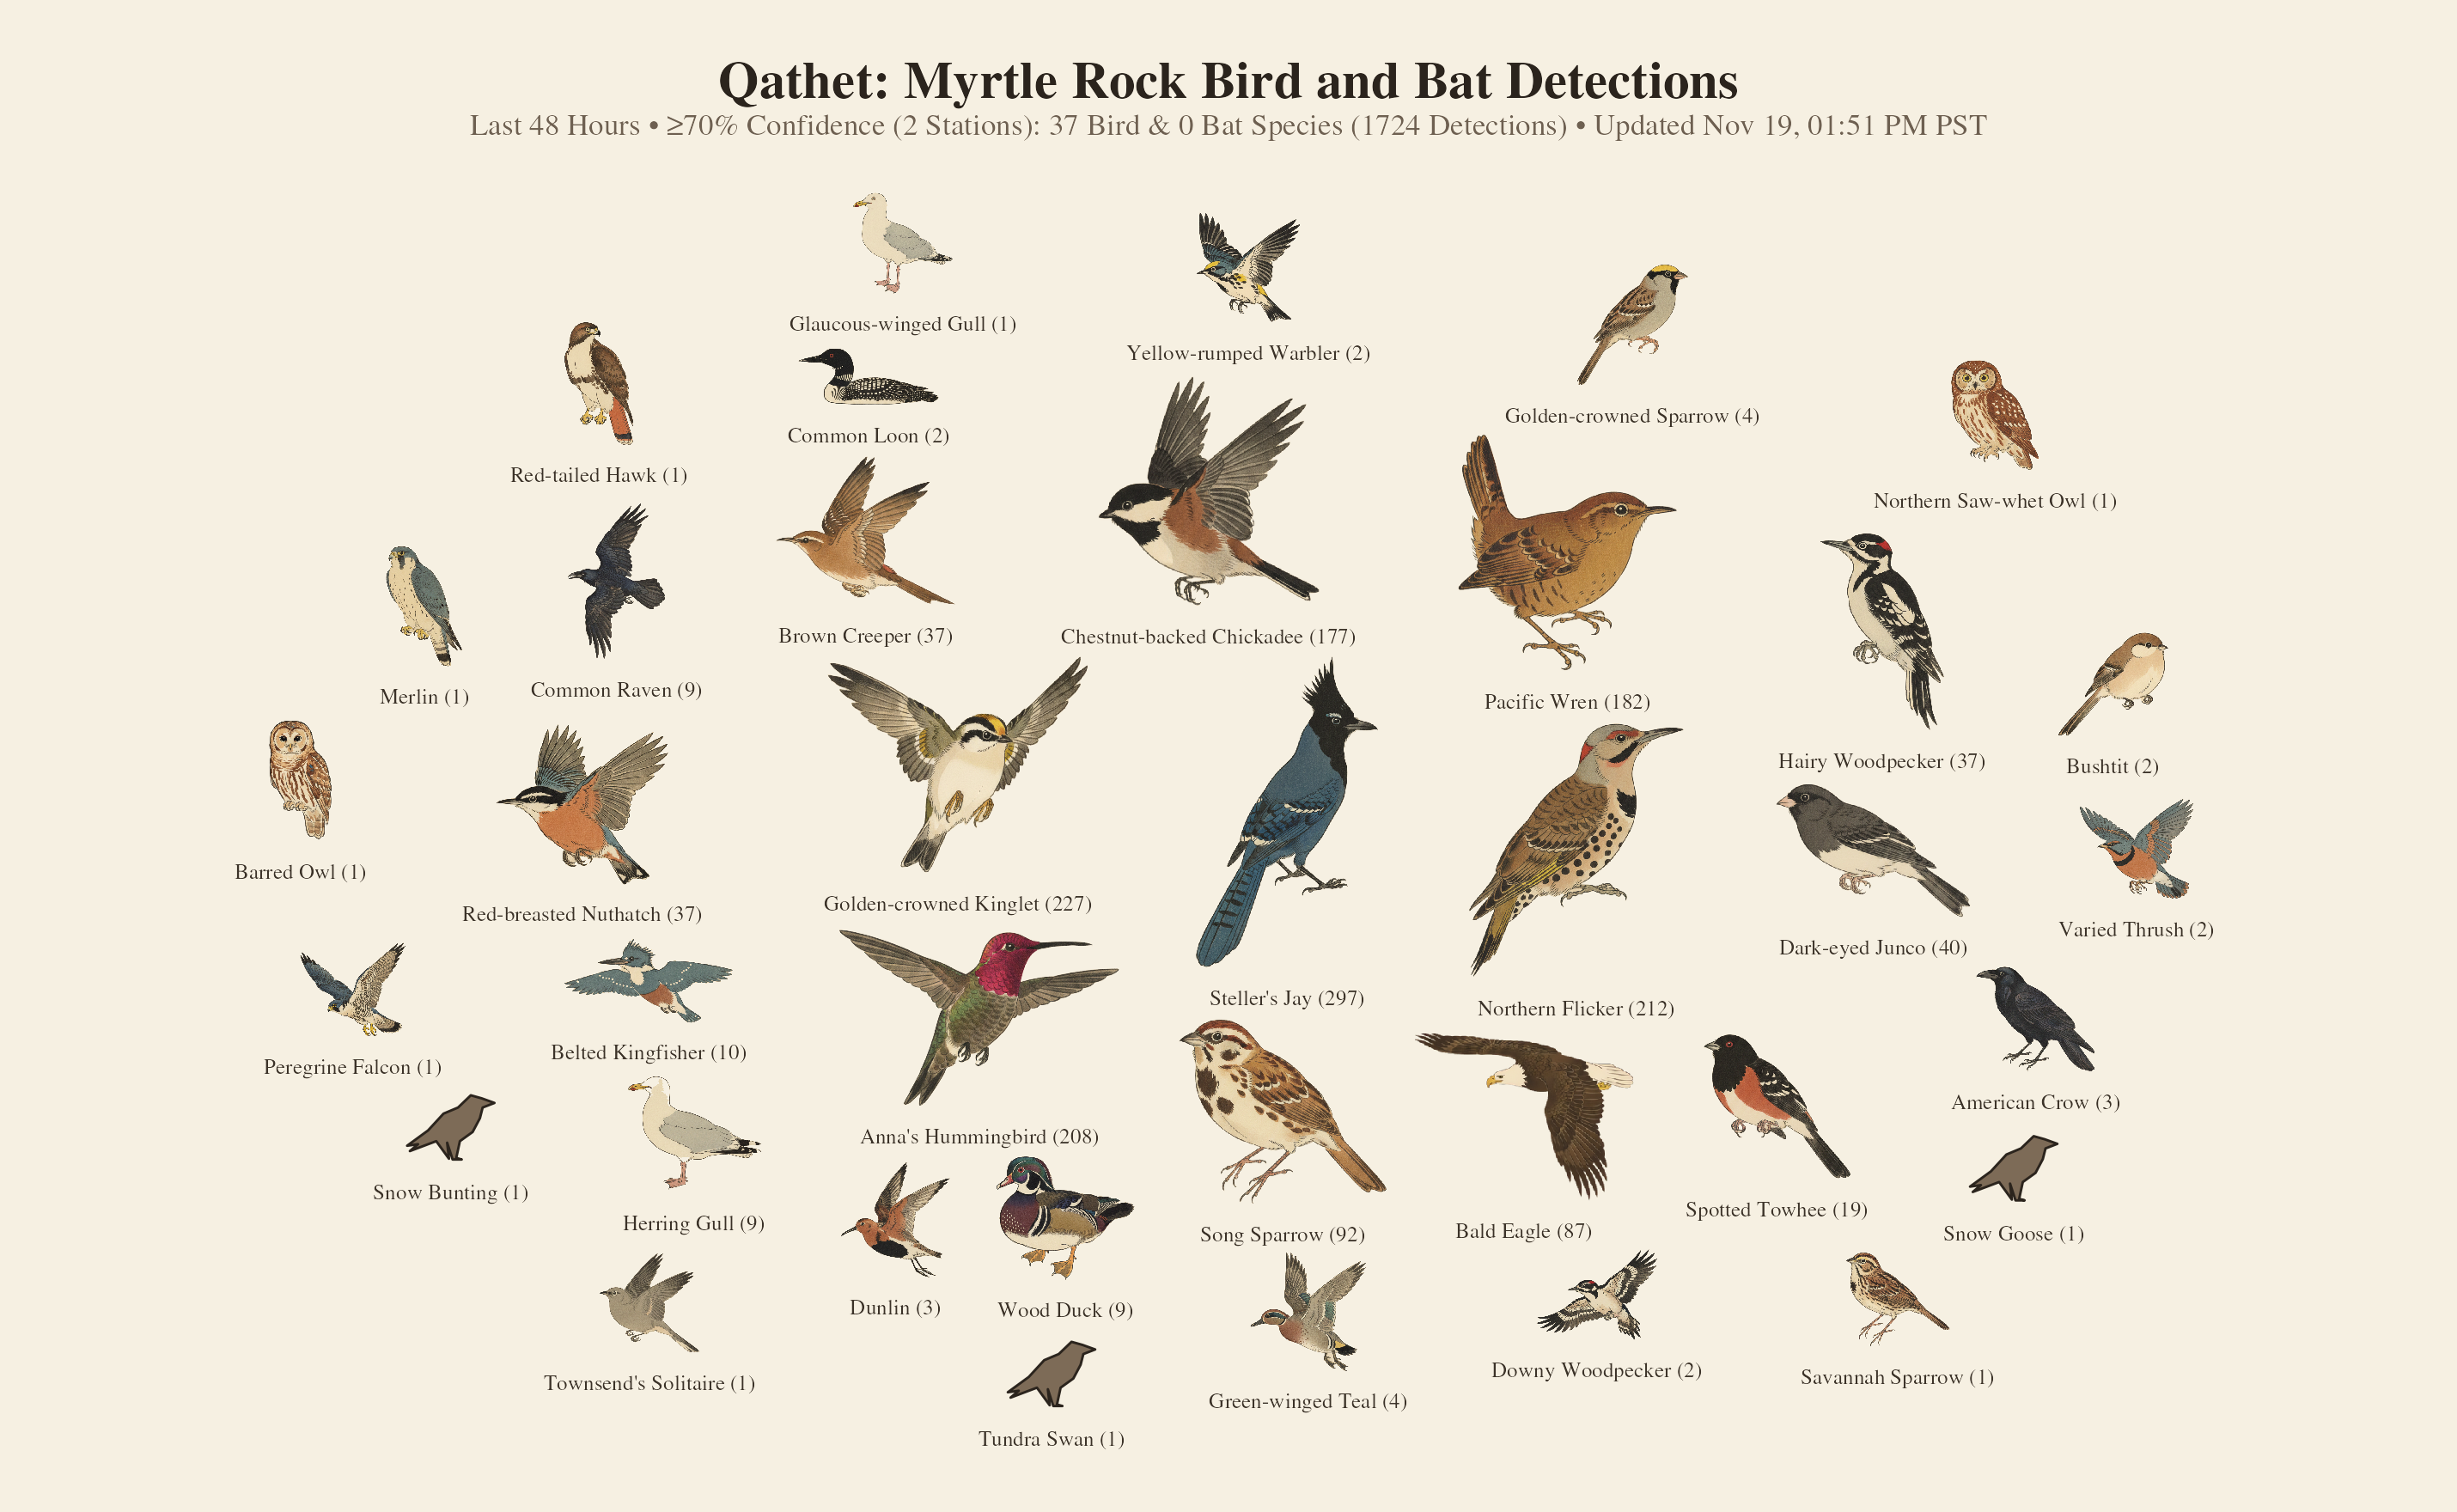 Qathet: Myrtle Rock Bird and Bat Detections
Last 48 Hours • ≥70% Confidence (2 Stations): 37 Bird & 0 Bat Species (1724 Detections) • Updated Nov 19, 01:51 PM PST
Glaucous-winged Gull (1)
Yellow-rumped Warbler (2)
Golden-crowned Sparrow (4)
Common Loon (2)
Red-tailed Hawk (1)
Northern Saw-whet Owl (1)
Brown Creeper (37)
Chestnut-backed Chickadee (177)
Common Raven (9)
Merlin (1)
Pacific Wren (182)
Hairy Woodpecker (37)
Bushtit (2)
Barred Owl (1)
Golden-crowned Kinglet (227)
Red-breasted Nuthatch (37)
Varied Thrush (2)
Dark-eyed Junco (40)
Steller's Jay (297)
Northern Flicker (212)
Belted Kingfisher (10)
Peregrine Falcon (1)
American Crow (3)
Anna's Hummingbird (208)
Snow Bunting (1)
Spotted Towhee (19)
Herring Gull (9)
Bald Eagle (87)
Song Sparrow (92)
Snow Goose (1)
Dunlin (3)
Wood Duck (9)
Downy Woodpecker (2)
Savannah Sparrow (1)
Townsend's Solitaire (1)
Green-winged Teal (4)
Tundra Swan (1)